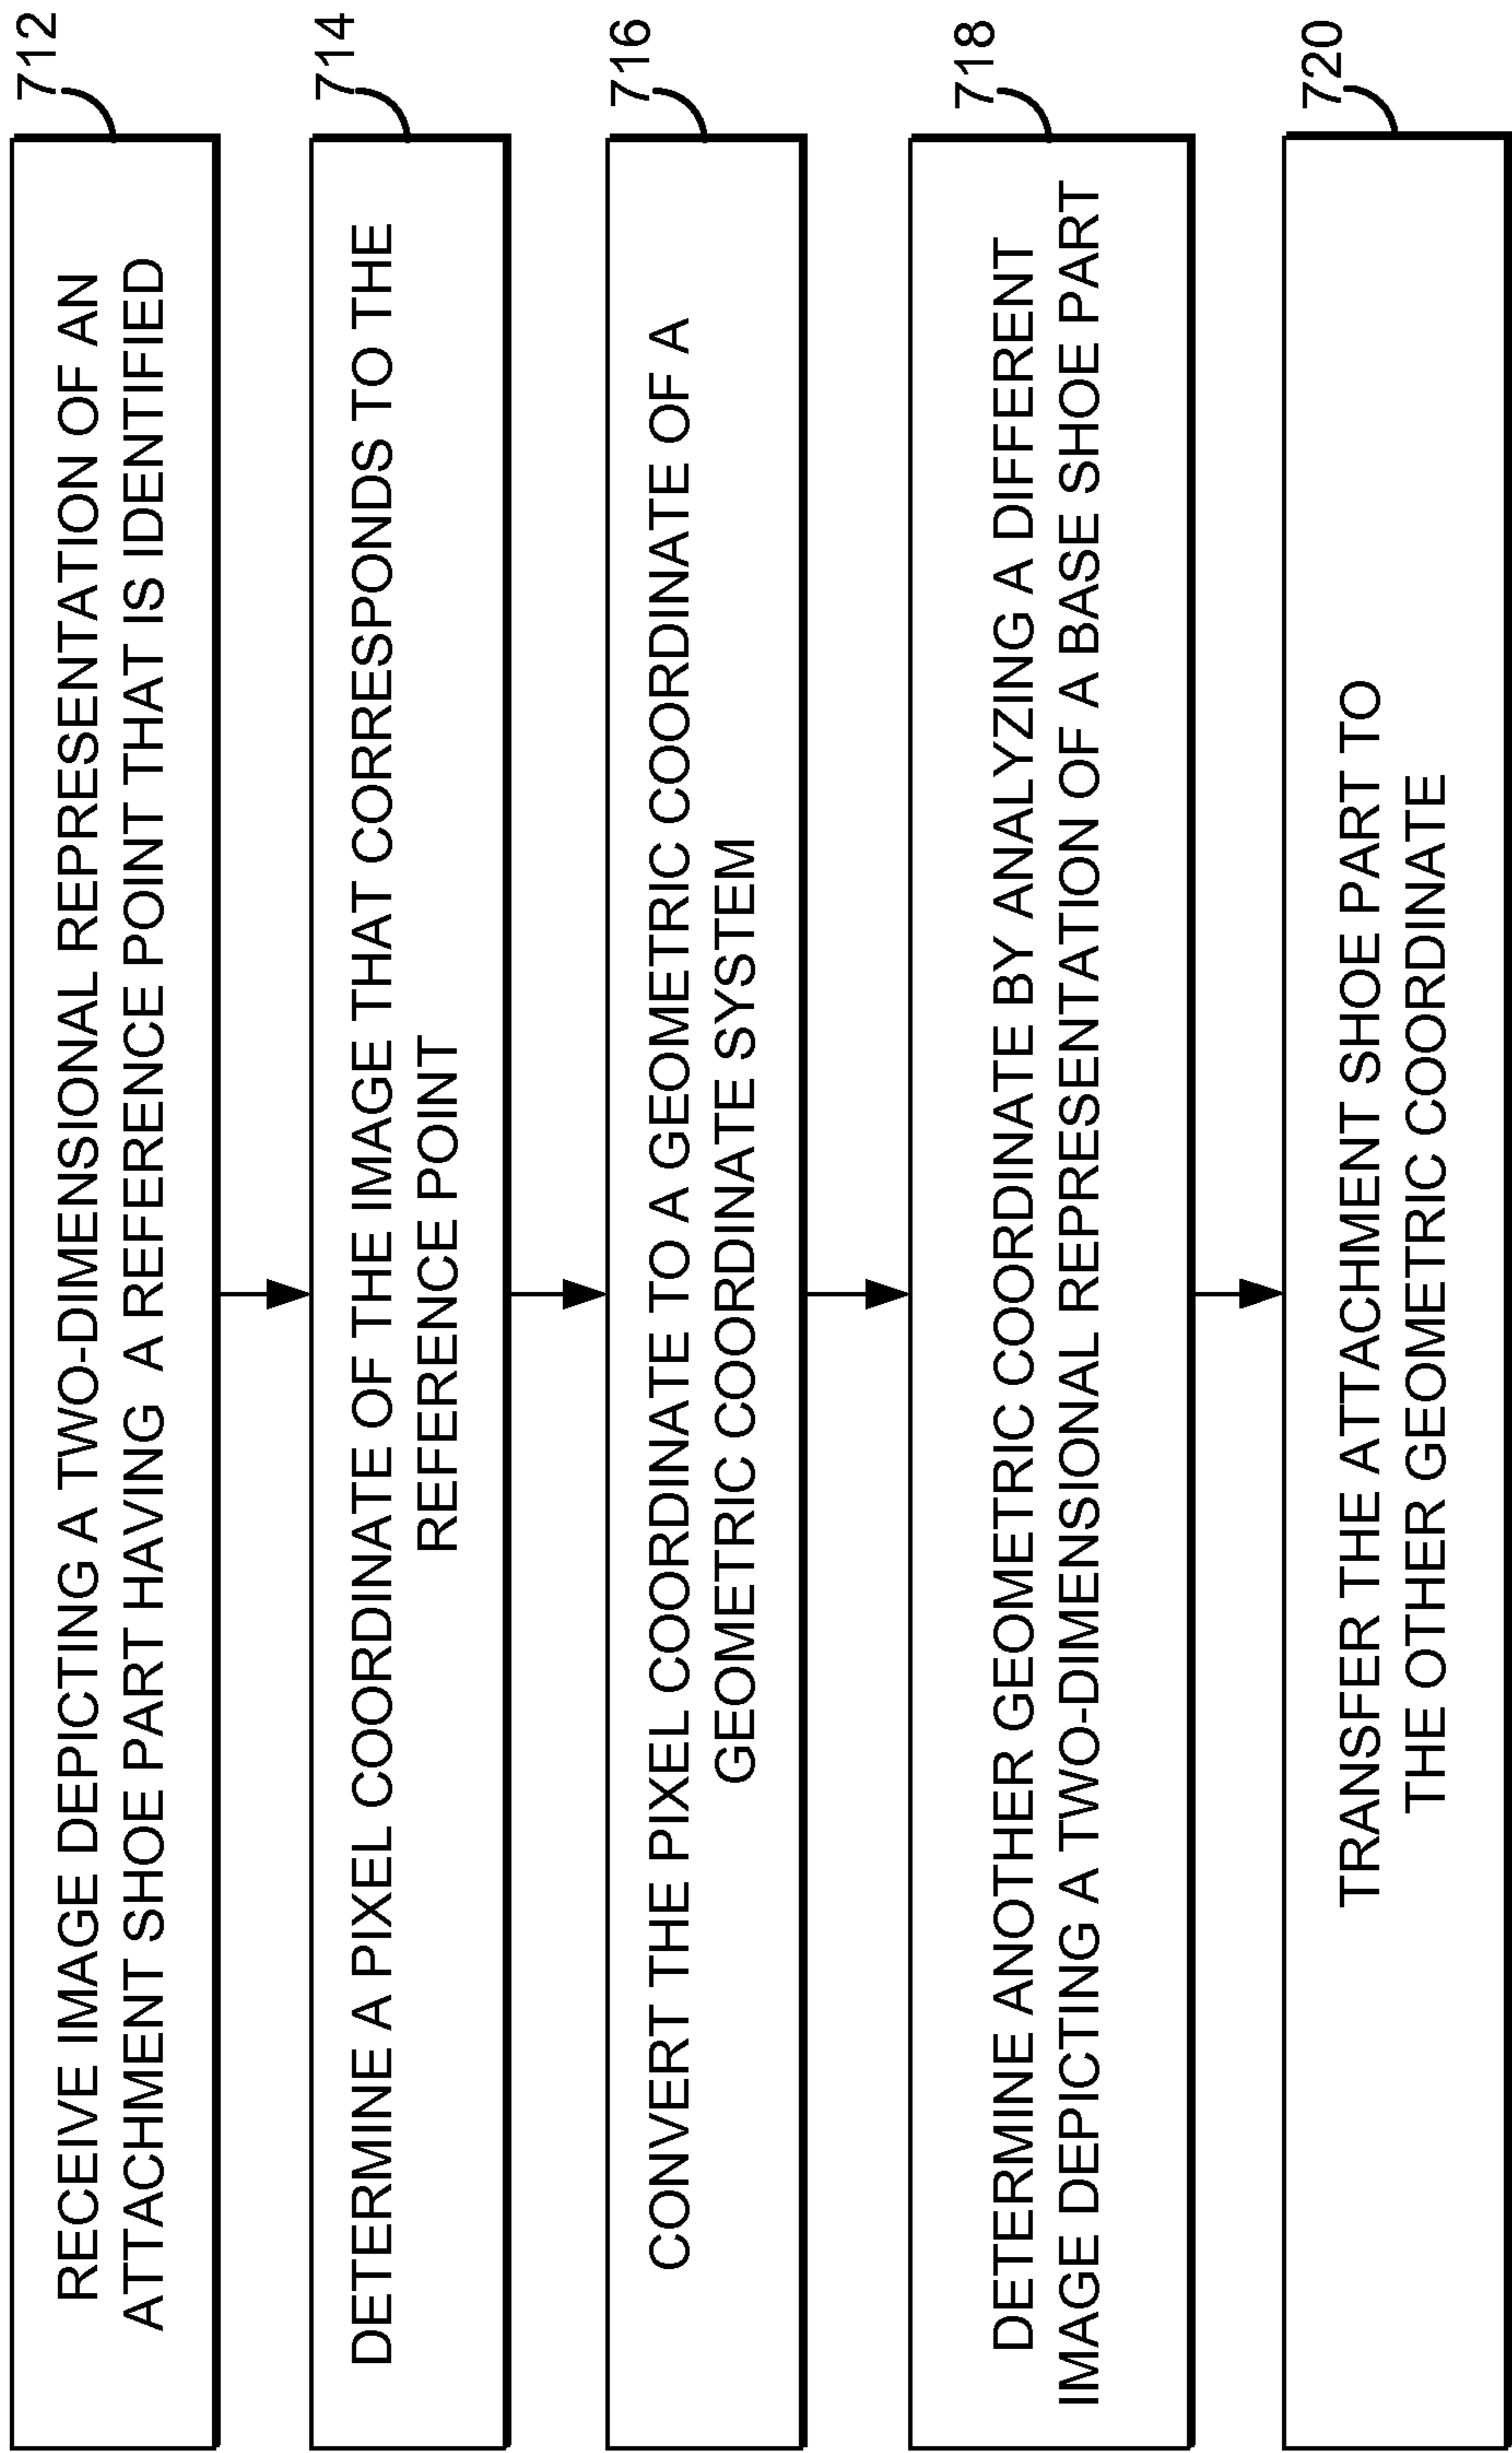 712
RECEIVE IMAGE DEPICTING A TWO-DIMENSIONAL REPRESENTATION OF AN
ATTACHMENT SHOE PART HAVING A REFERENCE POINT THAT IS IDENTIFIED
714
DETERMINE A PIXEL COORDINATE OF THE IMAGE THAT CORRESPONDS TO THE
REFERENCE POINT
716
CONVERT THE PIXEL COORDINATE TO A GEOMETRIC COORDINATE OF A
GEOMETRIC COORDINATE SYSTEM
718
DETERMINE ANOTHER GEOMETRIC COORDINATE BY ANALYZING A DIFFERENT
IMAGE DEPICTING A TWO-DIMENSIONAL REPRESENTATION OF A BASE SHOE PART
720
TRANSFER THE ATTACHMENT SHOE PART TO
THE OTHER GEOMETRIC COORDINATE